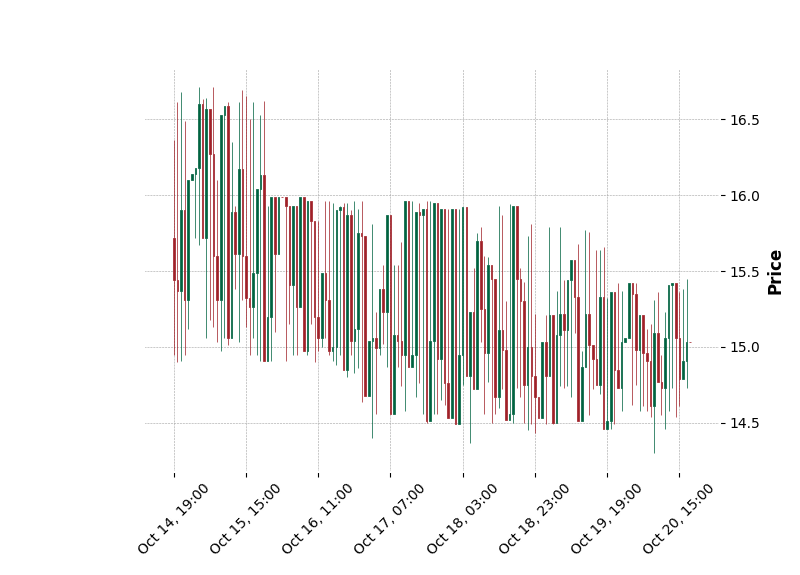 16.5
16.0
15.5
15.0
14.5
Price
Oct 14, 19:00
Oct 15, 15:00
Oct 16, 11:00
Oct 17, 07:00
Oct 18, 03:00
Oct 18, 23:00
Oct 19, 19:00
Oct 20, 15:00